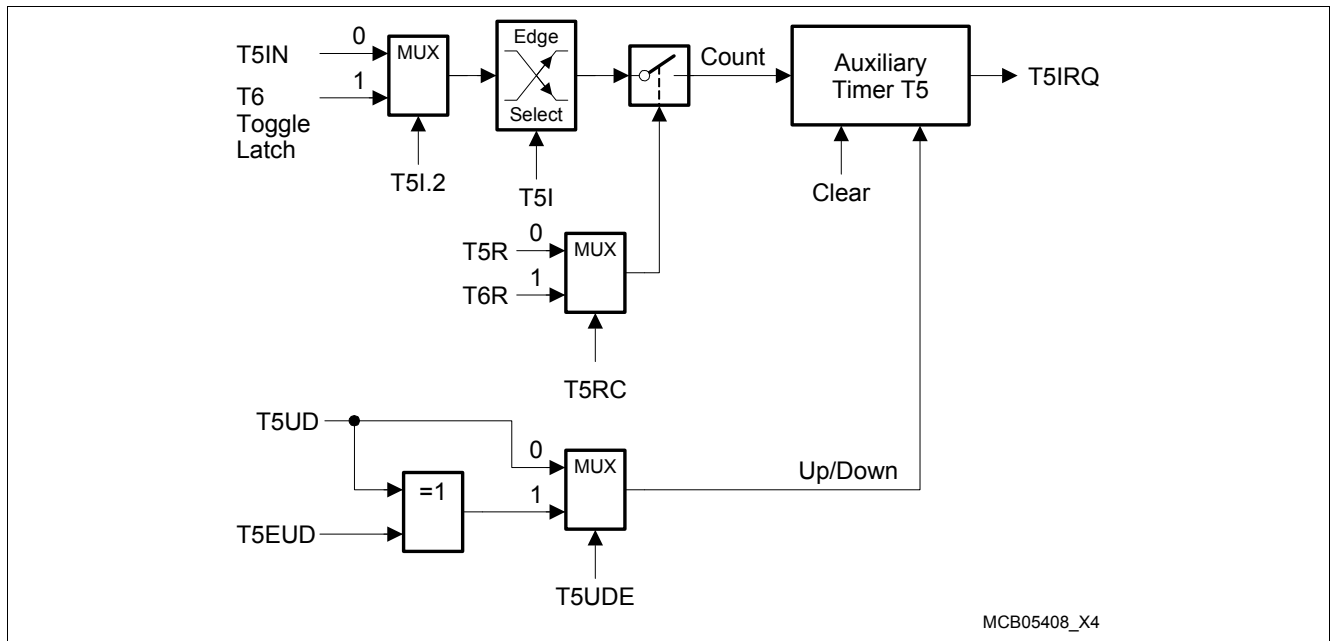 T5IN
0
MUX
1
T6
Toggle
Latch
T5I.2
Edge
Select
T5I
Count
Auxiliary
Timer T5
T5IRQ
Clear
T5R
0
MUX
1
T6R
T5RC
T5UD
0
MUX
=1
1
Up/Down
T5EUD
T5UDE
MCB05408_X4